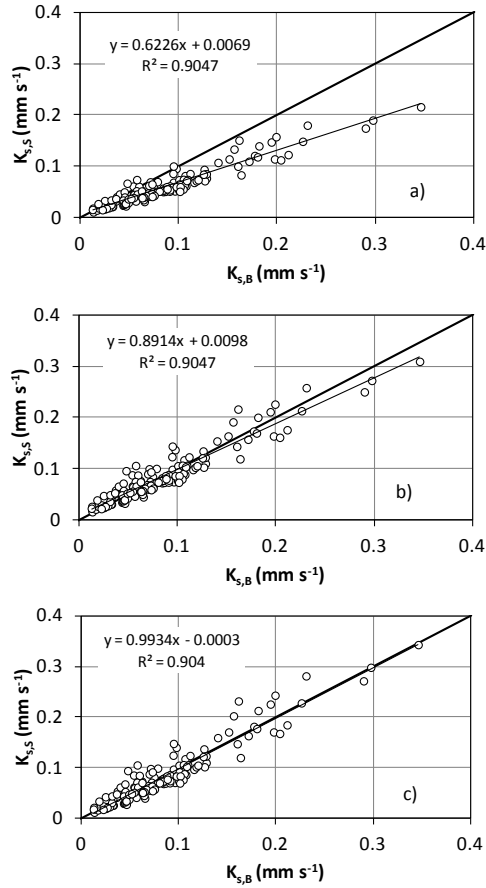 0.4
y = 0.6226x + 0.0069
R² = 0.9047
0.3
0.2
0.1
0
K_s,S (mm s⁻¹)
a)
0 0.1 0.2 0.3 0.4
K_s,B (mm s⁻¹)
0.4
y = 0.8914x + 0.0098
R² = 0.9047
0.3
0.2
0.1
0
K_s,S (mm s⁻¹)
b)
0 0.1 0.2 0.3 0.4
K_s,B (mm s⁻¹)
0.4
y = 0.9934x - 0.0003
R² = 0.904
0.3
0.2
0.1
0
K_s,S (mm s⁻¹)
c)
0 0.1 0.2 0.3 0.4
K_s,B (mm s⁻¹)